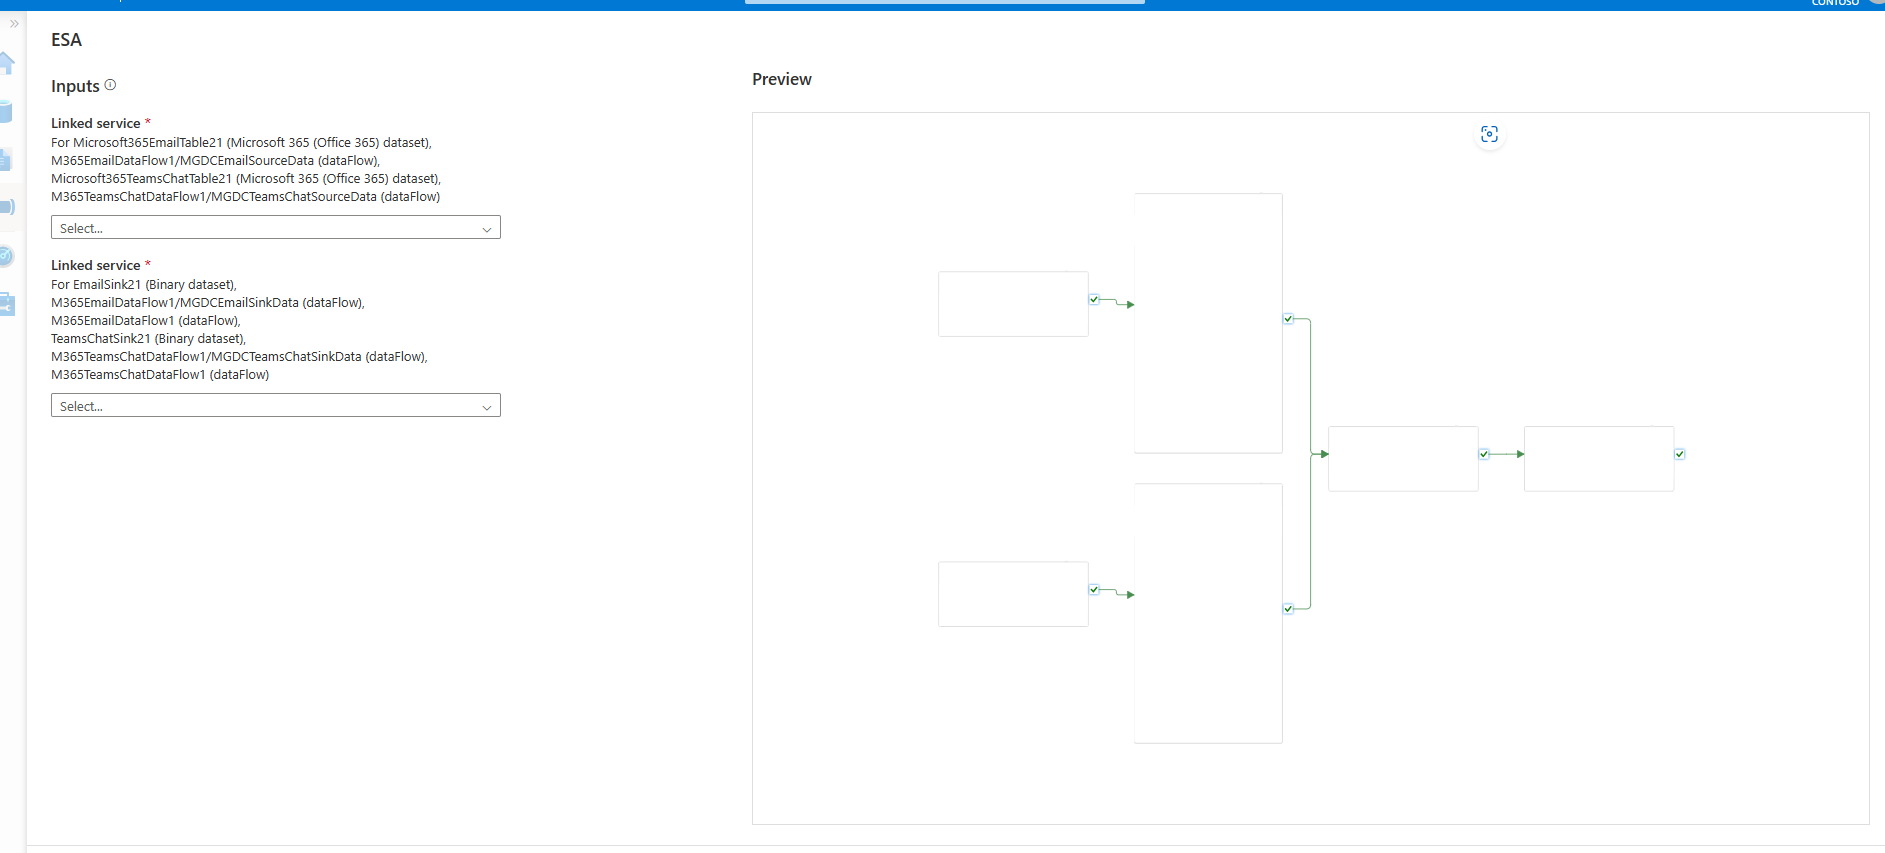 CONTOSO
ESA
Inputs
Linked service *
For Microsoft365EmailTable21 (Microsoft 365 (Office 365) dataset),
M365EmailDataFlow1/MGDCEmailSourceData (dataFlow),
Microsoft365TeamsChatTable21 (Microsoft 365 (Office 365) dataset),
M365TeamsChatDataFlow1/MGDCTeamsChatSourceData (dataFlow)
Select...
Linked service *
For EmailSink21 (Binary dataset),
M365EmailDataFlow1/MGDCEmailSinkData (dataFlow),
M365EmailDataFlow1 (dataFlow),
TeamsChatSink21 (Binary dataset),
M365TeamsChatDataFlow1/MGDCTeamsChatSinkData (dataFlow),
M365TeamsChatDataFlow1 (dataFlow)
Select...
Preview